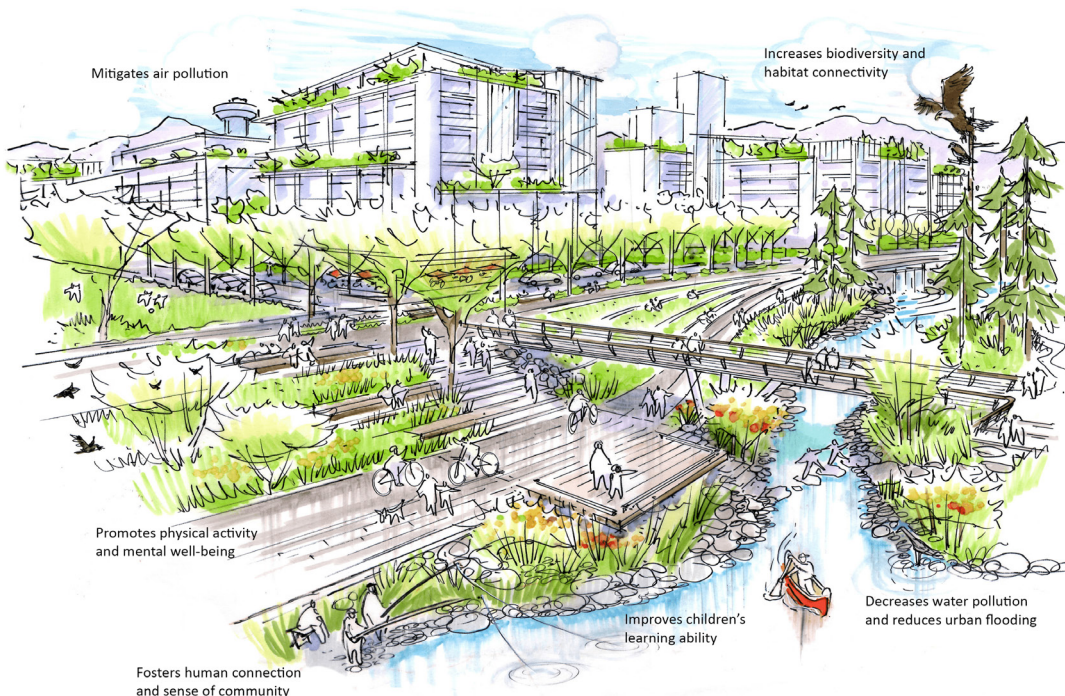 Mitigates air pollution
Increases biodiversity and
habitat connectivity
Promotes physical activity
and mental well-being
Improves children's
learning ability
Decreases water pollution
and reduces urban flooding
Fosters human connection
and sense of community